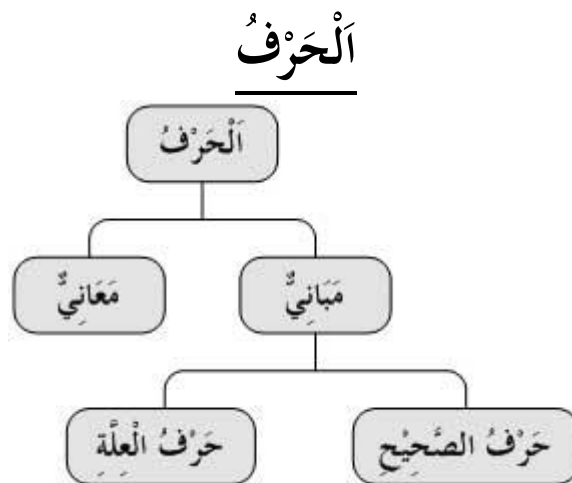 اَلْحَرْفُ
اَلْحَرْفُ
مَبَانِيٌّ
مَعَانِيٌّ
حَرْفُ الصَّحِيْحِ
حَرْفُ الْعِلَّةِ